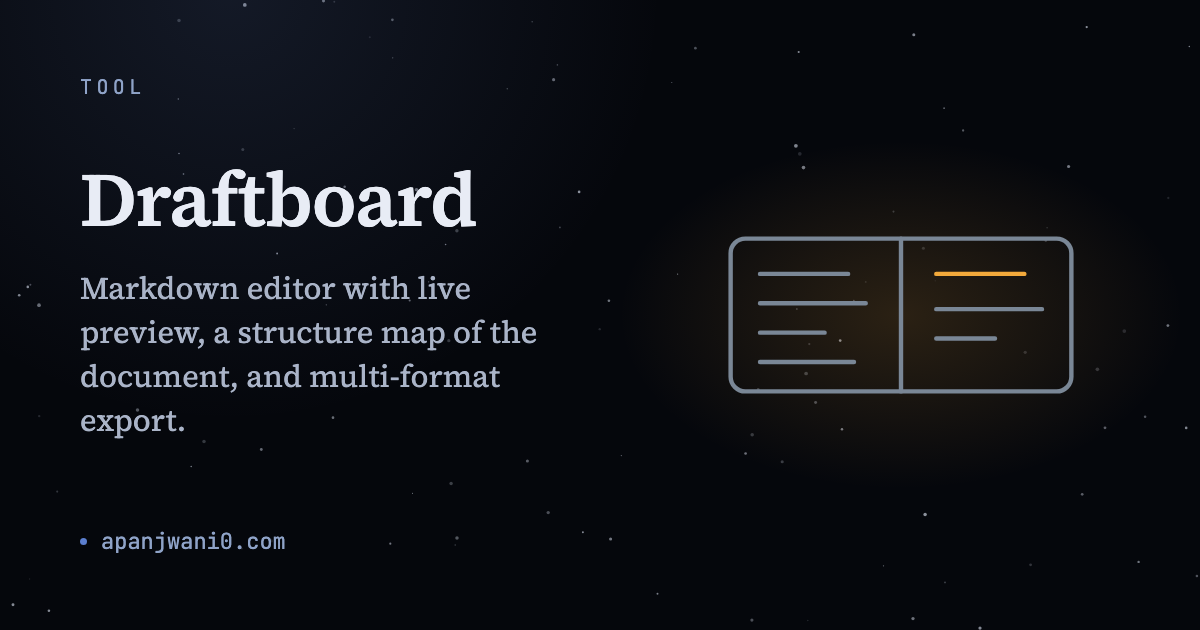 TOOL
Draftboard
Markdown editor with live
preview, a structure map of the
document, and multi-format
export.
apanjwani0.com